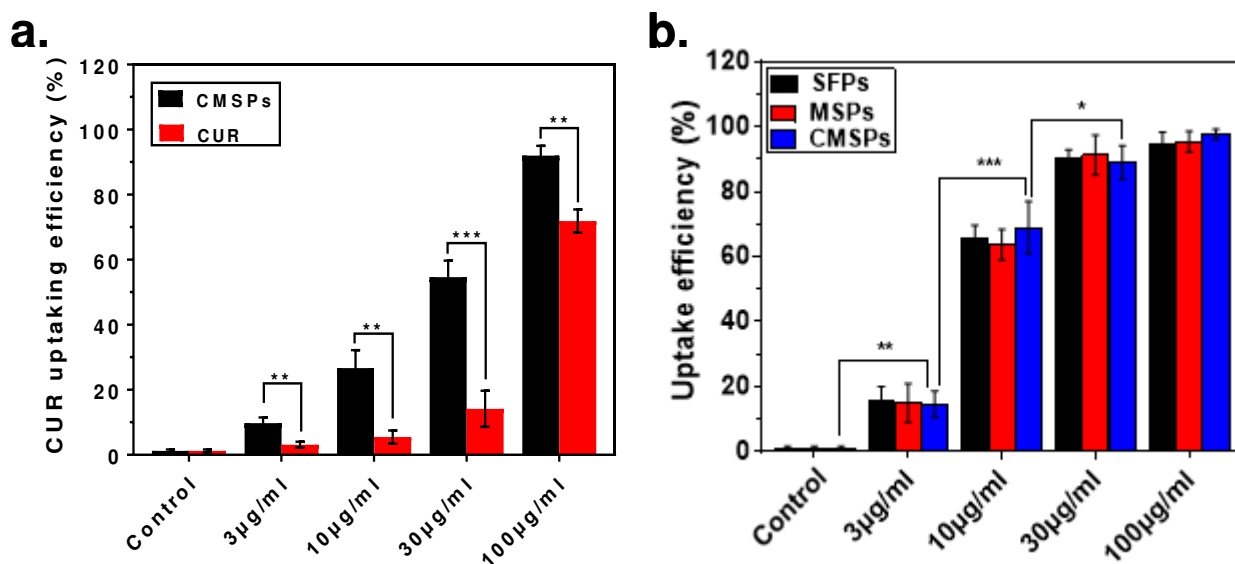 a.
CUR uptaking efficiency (%)
120
100
80
60
40
20
0
CMSPs
CUR
**
**
***
**
Control
3µg/ml
10µg/ml
30µg/ml
100µg/ml
b.
Uptake efficiency (%)
120
100
80
60
40
20
0
SFPs
MSPs
CMSPs
**
***
*
Control
3µg/ml
10µg/ml
30µg/ml
100µg/ml